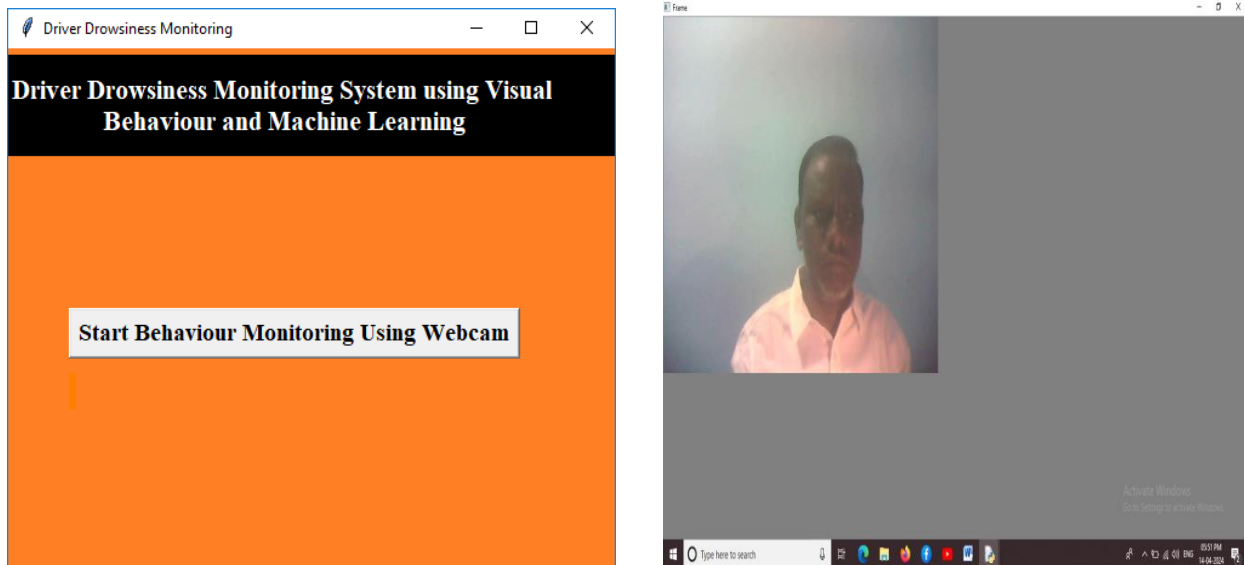 Driver Drowsiness Monitoring
Driver Drowsiness Monitoring System using Visual
Behaviour and Machine Learning
Start Behaviour Monitoring Using Webcam
Frame
Activate Windows
Go to Settings to activate Windows.
Type here to search
ENG
05:51 PM
14-04-2024
2